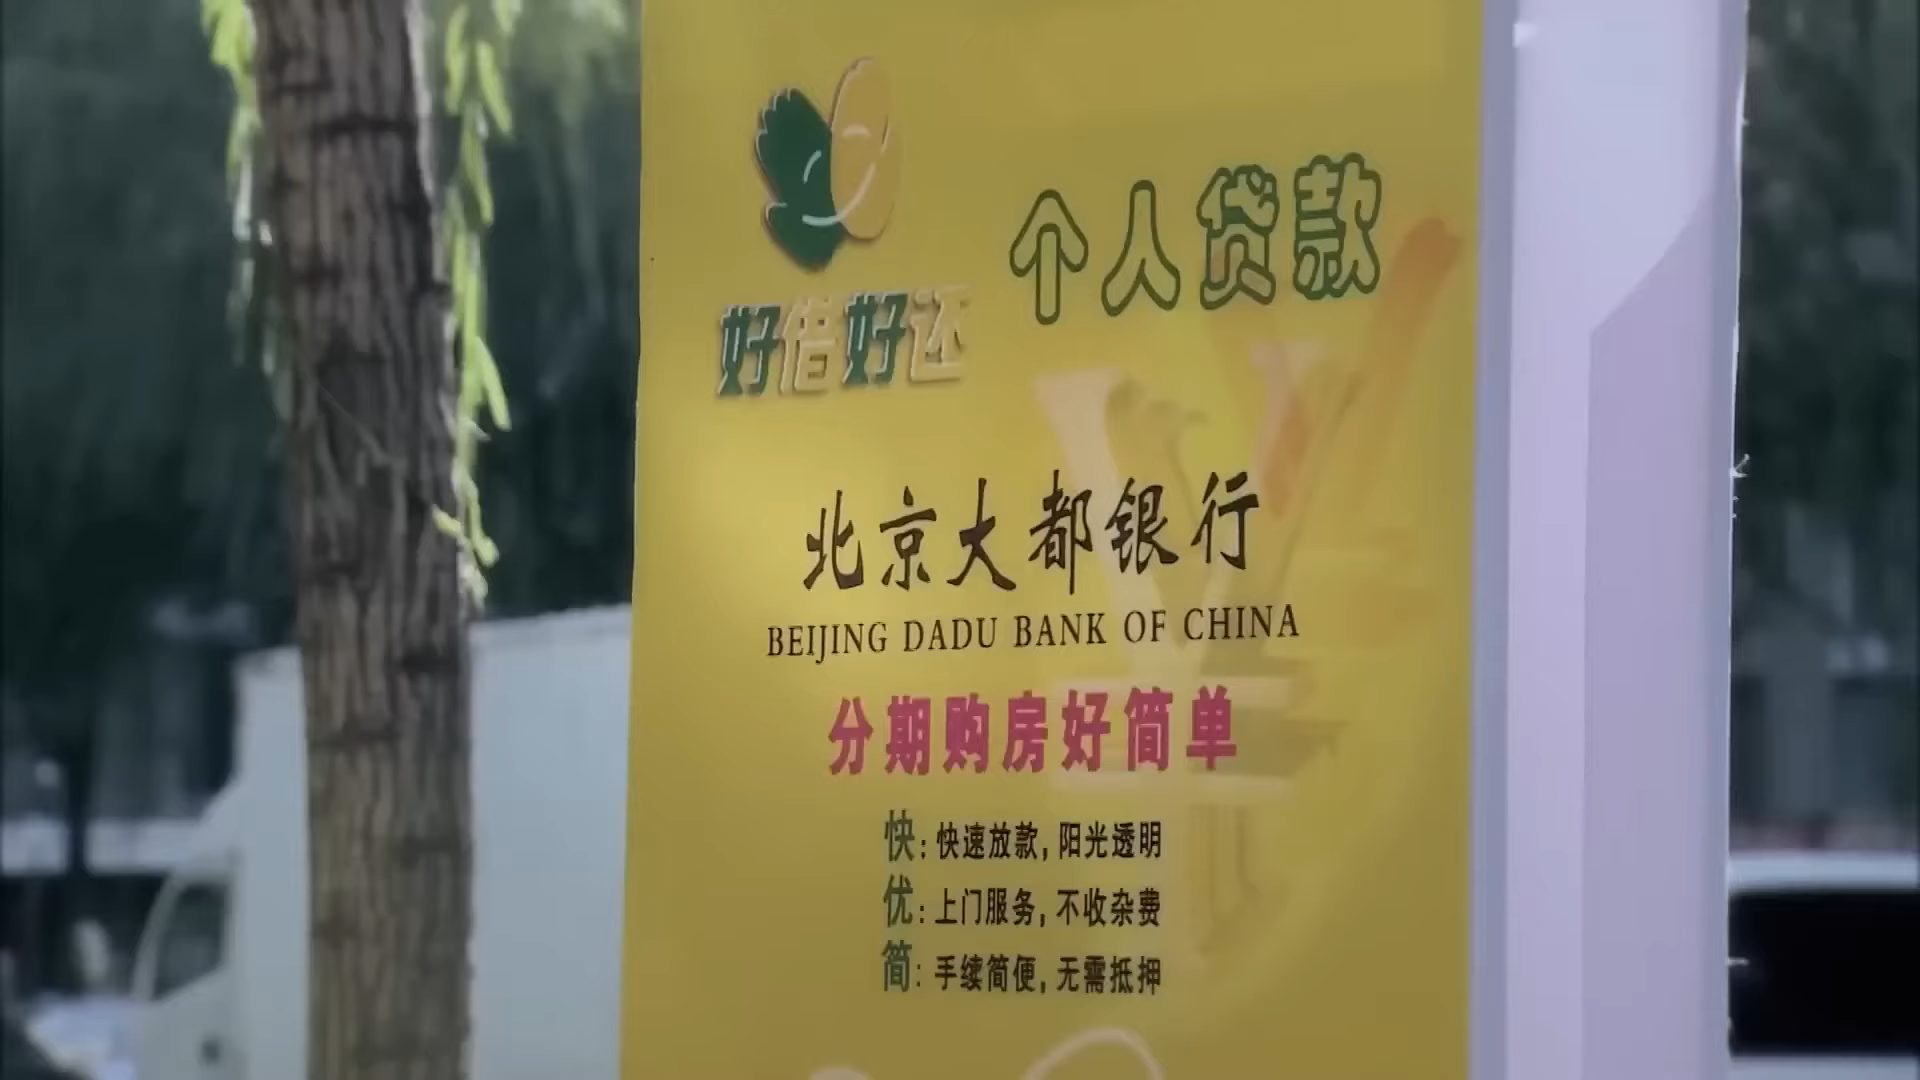 好借好还
个人贷款
北京大都银行
BEIJING DADU BANK OF CHINA
分期购房好简单
快：快速放款，阳光透明
优：上门服务，不收杂费
简：手续简便，无需抵押